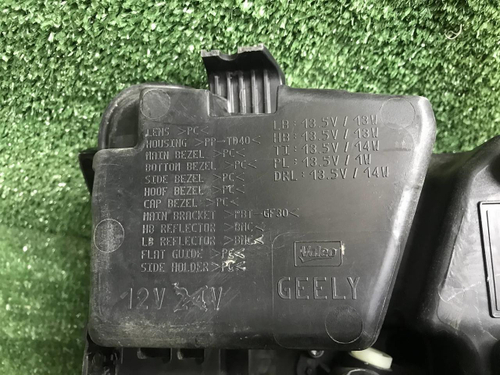 LENS >PC<
HOUSING >PP-TD40<
MAIN BEZEL >PC<
BOTTOM BEZEL >PC<
SIDE BEZEL >PC<
HOOF BEZEL >PC<
CAP BEZEL >PC<
MAIN BRACKET >PBT-GF30<
HB REFLECTOR >BMC<
LB REFLECTOR >BMC<
FLAT GUIDE >PC<
SIDE HOLDER >PC<
12V 24V
LB: 13.5V / 13W
HB: 13.5V / 13W
TT: 13.5V / 14W
PL: 13.5V / 1W
DRL: 13.5V / 14W
Valeo
GEELY